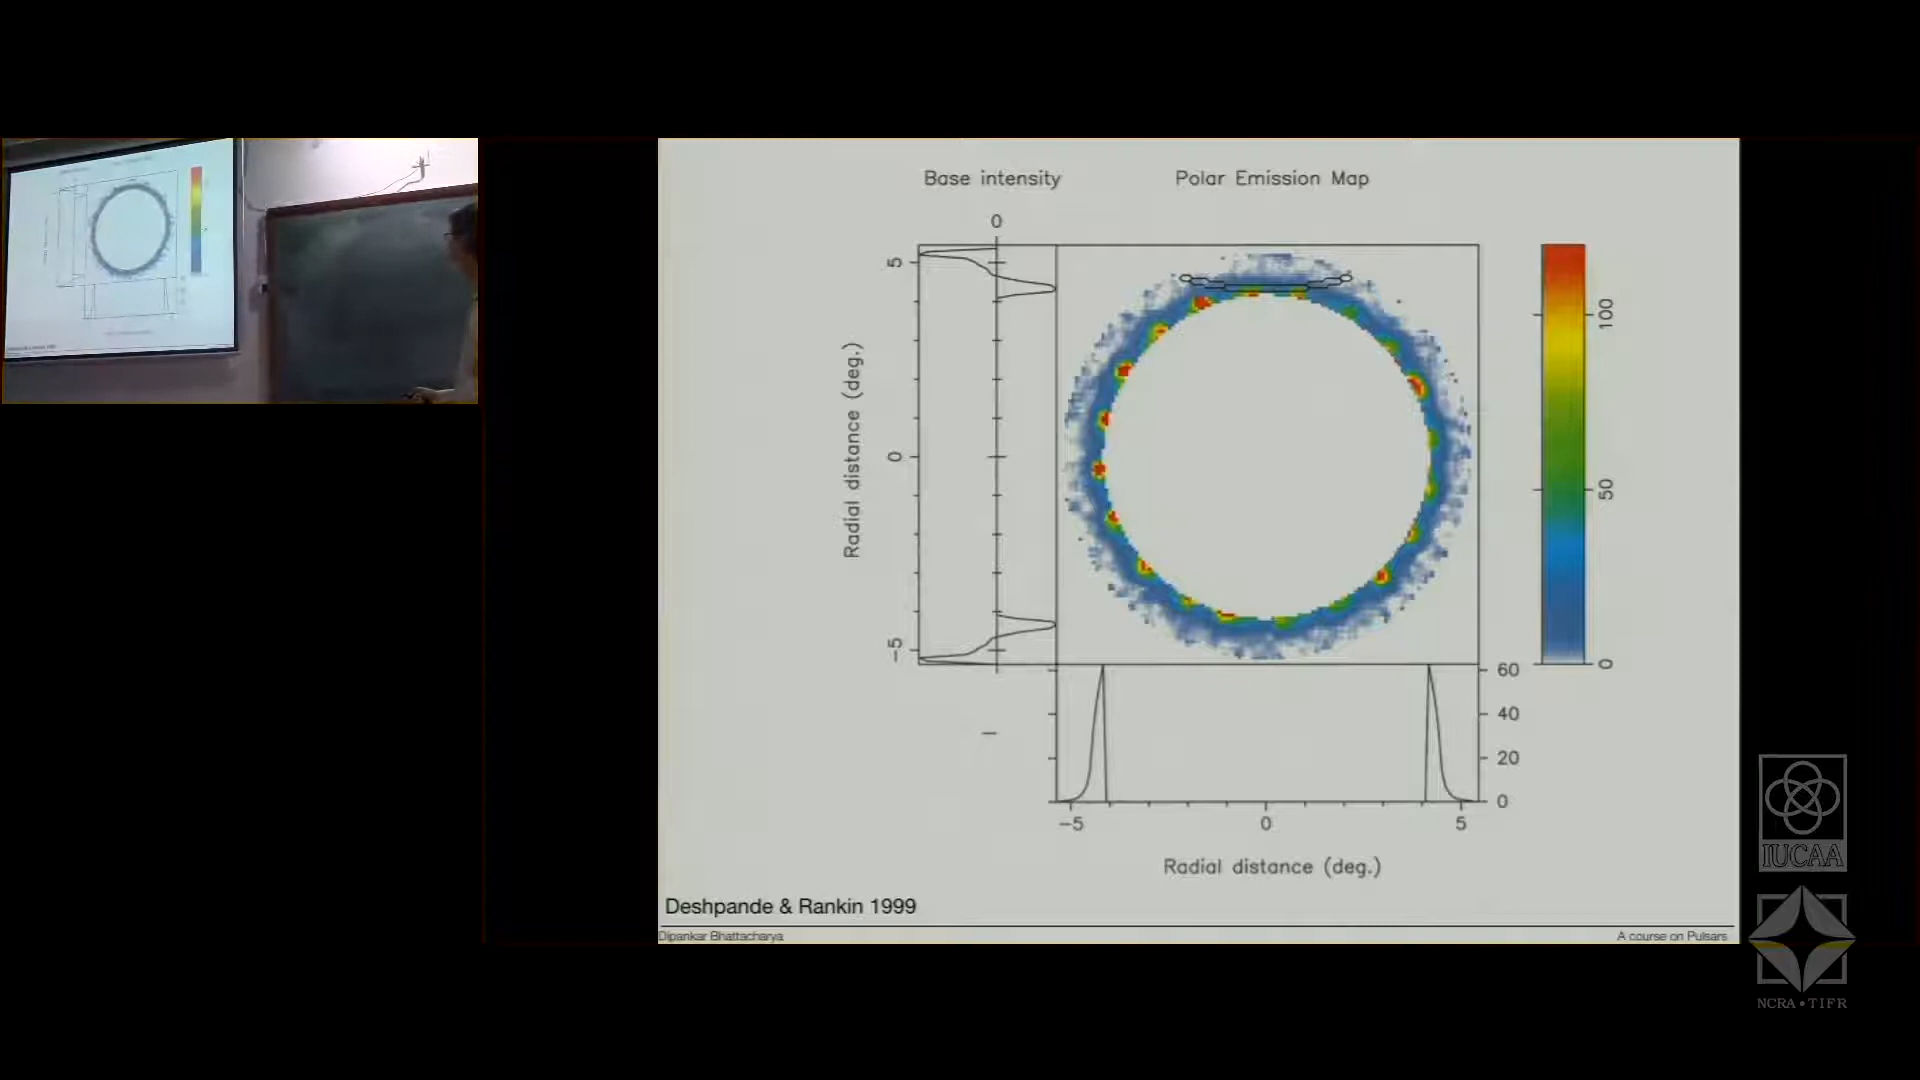 Base intensity
Polar Emission Map
0
5
0
-5
Radial distance (deg.)
100
50
0
60
40
20
0
-5
0
5
Radial distance (deg.)
Deshpande & Rankin 1999
Dipankar Bhattacharya
A course on Pulsars
IUCAA
NCRA • TIFR